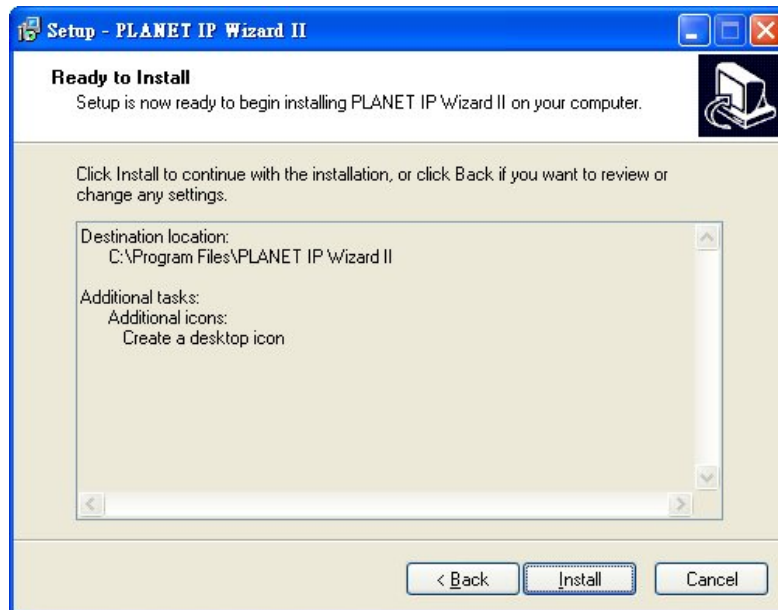 Setup - PLANET IP Wizard II
Ready to Install
Setup is now ready to begin installing PLANET IP Wizard II on your computer.
Click Install to continue with the installation, or click Back if you want to review or
change any settings.
Destination location:
C:\Program Files\PLANET IP Wizard II
Additional tasks:
Additional icons:
Create a desktop icon
< Back
Install
Cancel